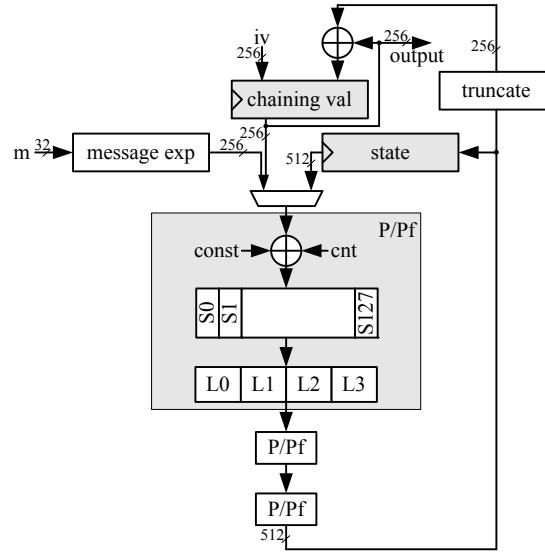 iv
256
256
output
256
chaining val
truncate
256
m
32
message exp
256
512
state
P/Pf
const
cnt
S0
S1
S127
L0
L1
L2
L3
P/Pf
P/Pf
512